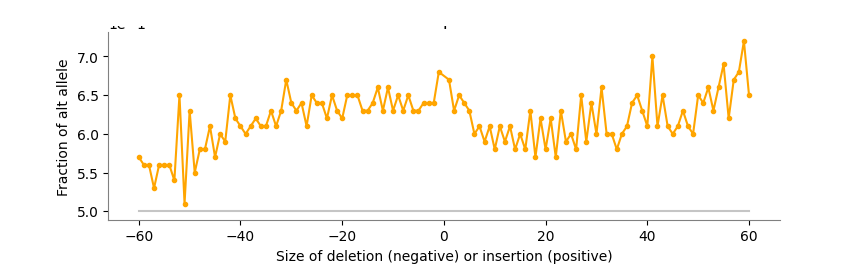 7.0
6.5
6.0
5.5
5.0
Fraction of alt allele
−60 −40 −20 0 20 40 60
Size of deletion (negative) or insertion (positive)